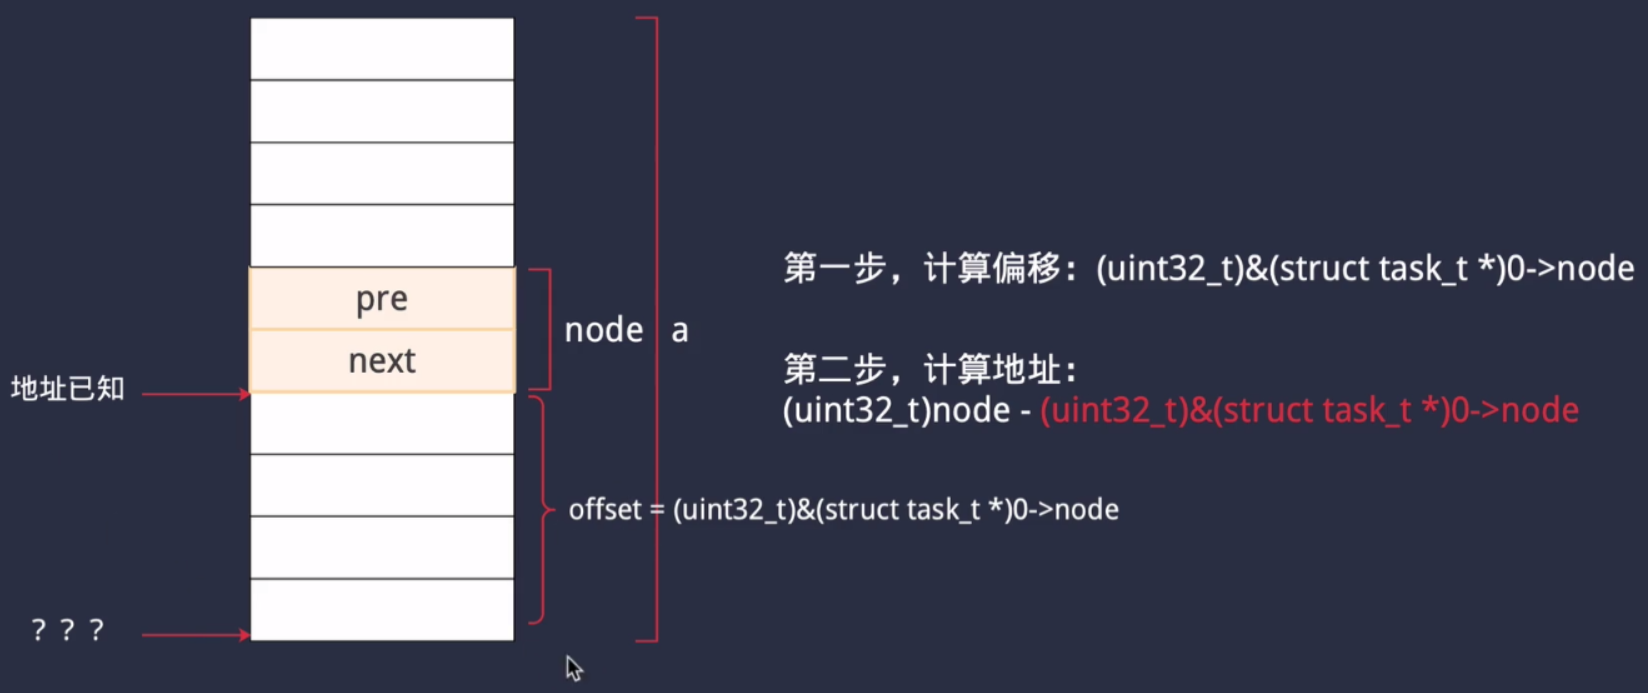 pre
next
node
a
地址已知
？？？
offset = (uint32_t)&(struct task_t *)0->node
第一步，计算偏移：(uint32_t)&(struct task_t *)0->node
第二步，计算地址：
(uint32_t)node - (uint32_t)&(struct task_t *)0->node